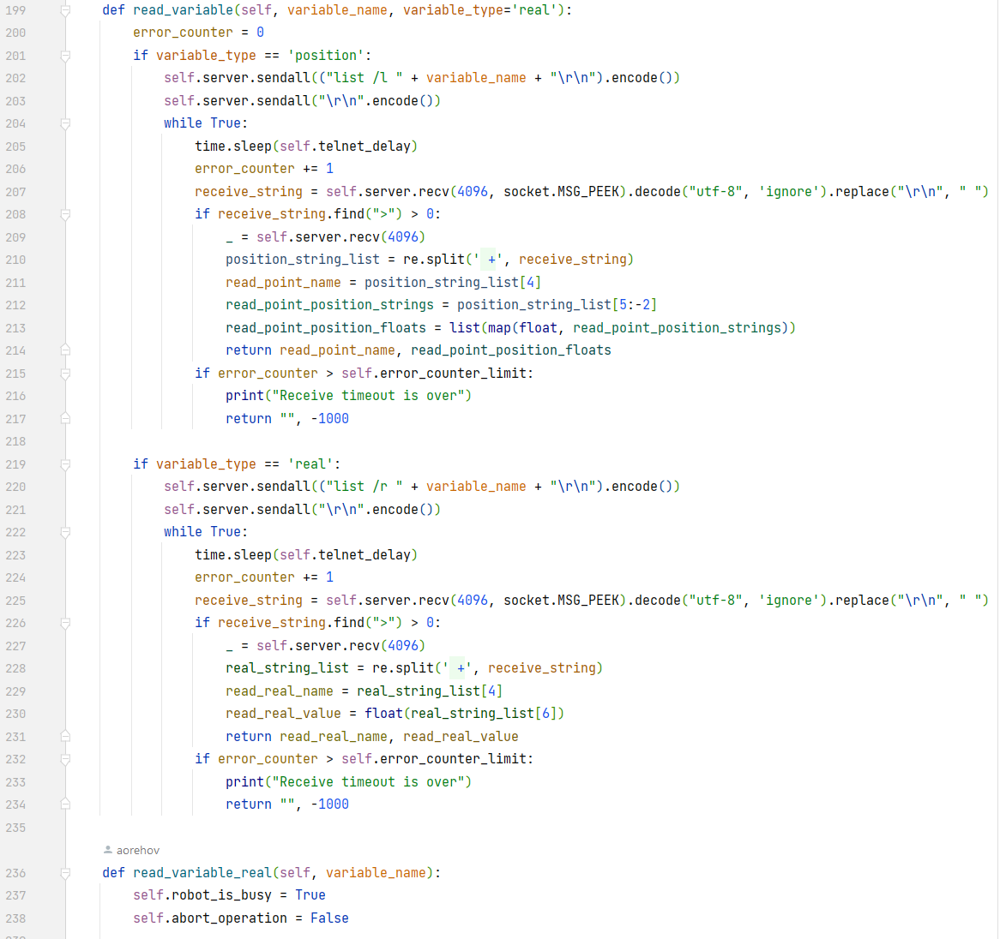 199 def read_variable(self, variable_name, variable_type='real'):
200 error_counter = 0
201 if variable_type == 'position':
202 self.server.sendall(("list /l " + variable_name + "\r\n").encode())
203 self.server.sendall("\r\n".encode())
204 while True:
205 time.sleep(self.telnet_delay)
206 error_counter += 1
207 receive_string = self.server.recv(4096, socket.MSG_PEEK).decode("utf-8", 'ignore').replace("\r\n", " ")
208 if receive_string.find(">") > 0:
209 _ = self.server.recv(4096)
210 position_string_list = re.split(' +', receive_string)
211 read_point_name = position_string_list[4]
212 read_point_position_strings = position_string_list[5:-2]
213 read_point_position_floats = list(map(float, read_point_position_strings))
214 return read_point_name, read_point_position_floats
215 if error_counter > self.error_counter_limit:
216 print("Receive timeout is over")
217 return "", -1000
218
219 if variable_type == 'real':
220 self.server.sendall(("list /r " + variable_name + "\r\n").encode())
221 self.server.sendall("\r\n".encode())
222 while True:
223 time.sleep(self.telnet_delay)
224 error_counter += 1
225 receive_string = self.server.recv(4096, socket.MSG_PEEK).decode("utf-8", 'ignore').replace("\r\n", " ")
226 if receive_string.find(">") > 0:
227 _ = self.server.recv(4096)
228 real_string_list = re.split(' +', receive_string)
229 read_real_name = real_string_list[4]
230 read_real_value = float(real_string_list[6])
231 return read_real_name, read_real_value
232 if error_counter > self.error_counter_limit:
233 print("Receive timeout is over")
234 return "", -1000
235
aorehov
236 def read_variable_real(self, variable_name):
237 self.robot_is_busy = True
238 self.abort_operation = False